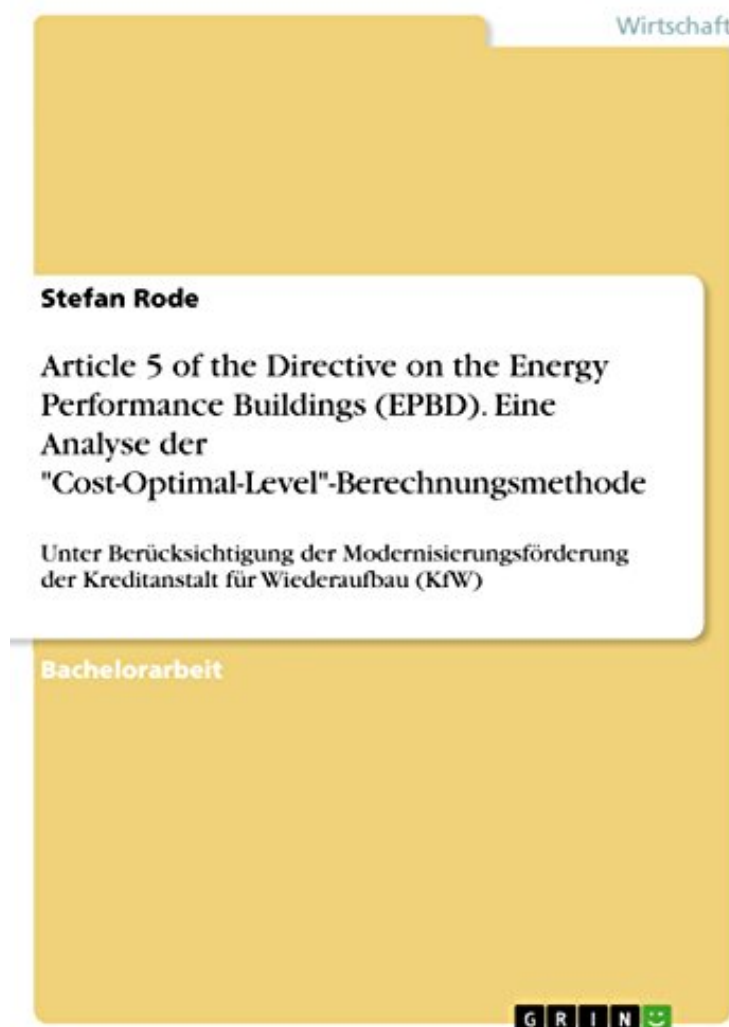 Wirtschaft
Stefan Rode
Article 5 of the Directive on the Energy
Performance Buildings (EPBD). Eine
Analyse der
"Cost-Optimal-Level"-Berechnungsmethode
Unter Berücksichtigung der Modernisierungsförderung
der Kreditanstalt für Wiederaufbau (KfW)
Bachelorarbeit
GRIN